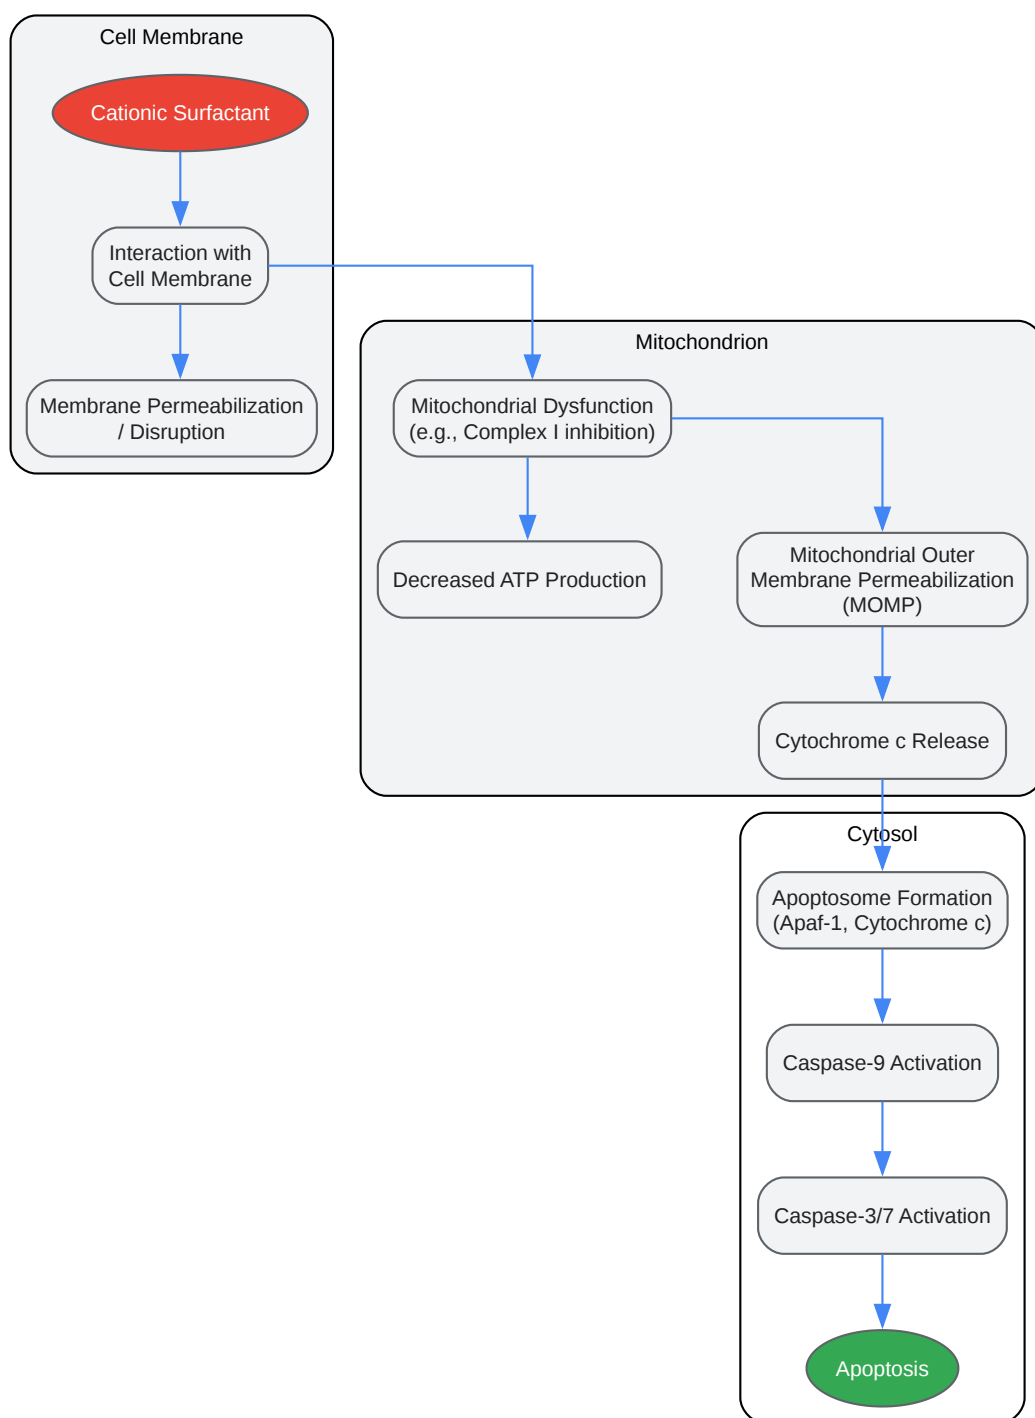 Cell Membrane
Cationic Surfactant
Interaction with
Cell Membrane
Membrane Permeabilization
/ Disruption
Mitochondrion
Mitochondrial Dysfunction
(e.g., Complex I inhibition)
Decreased ATP Production
Mitochondrial Outer
Membrane Permeabilization
(MOMP)
Cytochrome c Release
Cytosol
Apoptosome Formation
(Apaf-1, Cytochrome c)
Caspase-9 Activation
Caspase-3/7 Activation
Apoptosis